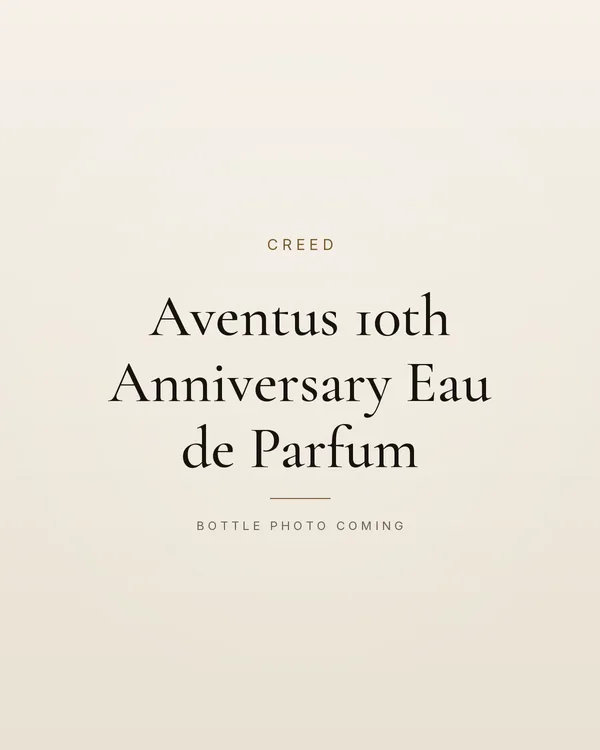 CREED
Aventus 10th
Anniversary Eau
de Parfum
BOTTLE PHOTO COMING